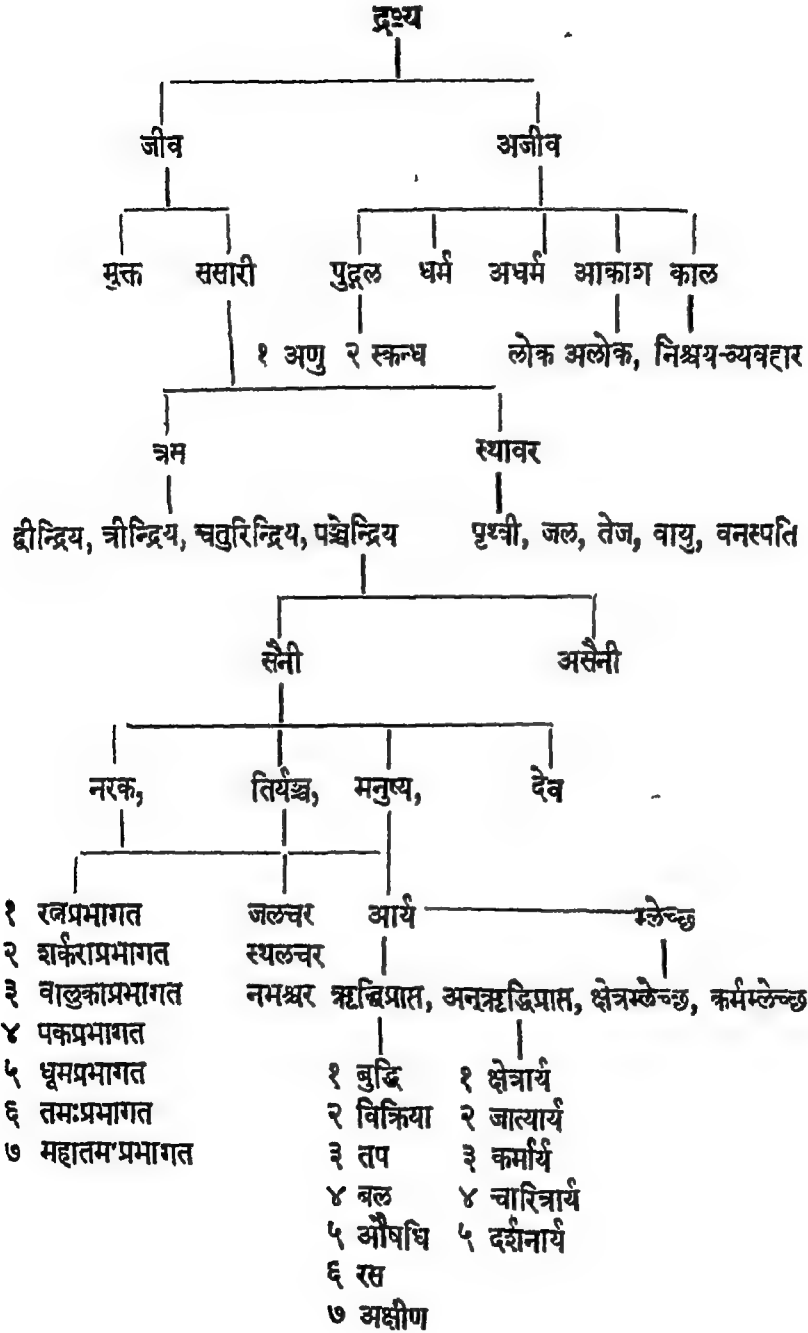 द्रव्य
जीव अजीव
मुक्त ससारी पुद्गल धर्म अधर्म आकाश काल
१ अणु २ स्कन्ध लोक अलोक, निश्चय-व्यवहार
त्रम स्थावर
द्वीन्द्रिय, त्रीन्द्रिय, चतुरिन्द्रिय, पञ्चेन्द्रिय पृथ्वी, जल, तेज, वायु, वनस्पति
सैनी असैनी
नरक, तिर्यञ्च, मनुष्य, देव
१ रत्नप्रभागत जलचर आर्य म्लेच्छ
२ शर्कराप्रभागत स्थलचर
३ वालुकाप्रभागत नभश्चर ऋद्धिप्राप्त, अनृऋद्धिप्राप्त, क्षेत्रम्लेच्छ, कर्मम्लेच्छ
४ पकप्रभागत
५ धूमप्रभागत १ बुद्धि १ क्षेत्रार्य
६ तमःप्रभागत २ विक्रिया २ जात्यार्य
७ महातम'प्रभागत ३ तप ३ कर्मार्य
४ बल ४ चारित्रार्य
५ औषधि ५ दर्शनार्य
६ रस
७ अक्षीण